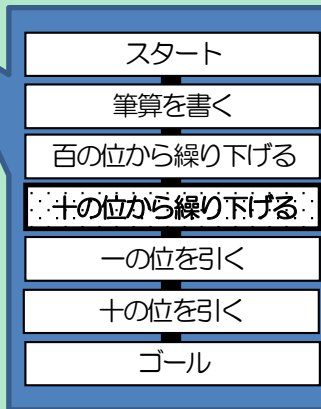 スタート
筆算を書く
百の位から繰り下げる
十の位から繰り下げる
一の位を引く
十の位を引く
ゴール